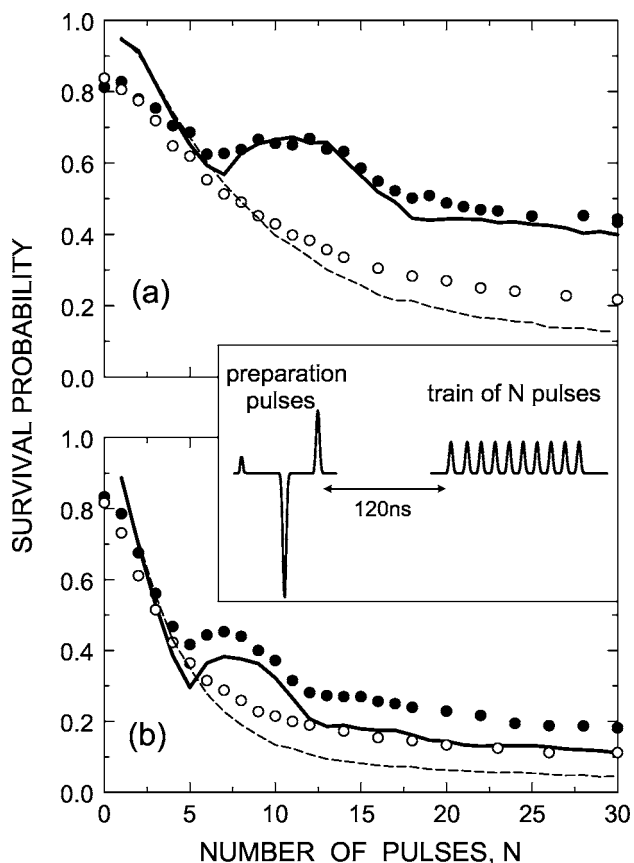 1.0
0.8
0.6
0.4
0.2
0.0
(a)
SURVIVAL PROBABILITY
preparation
pulses
train of N pulses
120ns
1.0
0.8
0.6
0.4
0.2
0.0
(b)
0 5 10 15 20 25 30
NUMBER OF PULSES, N